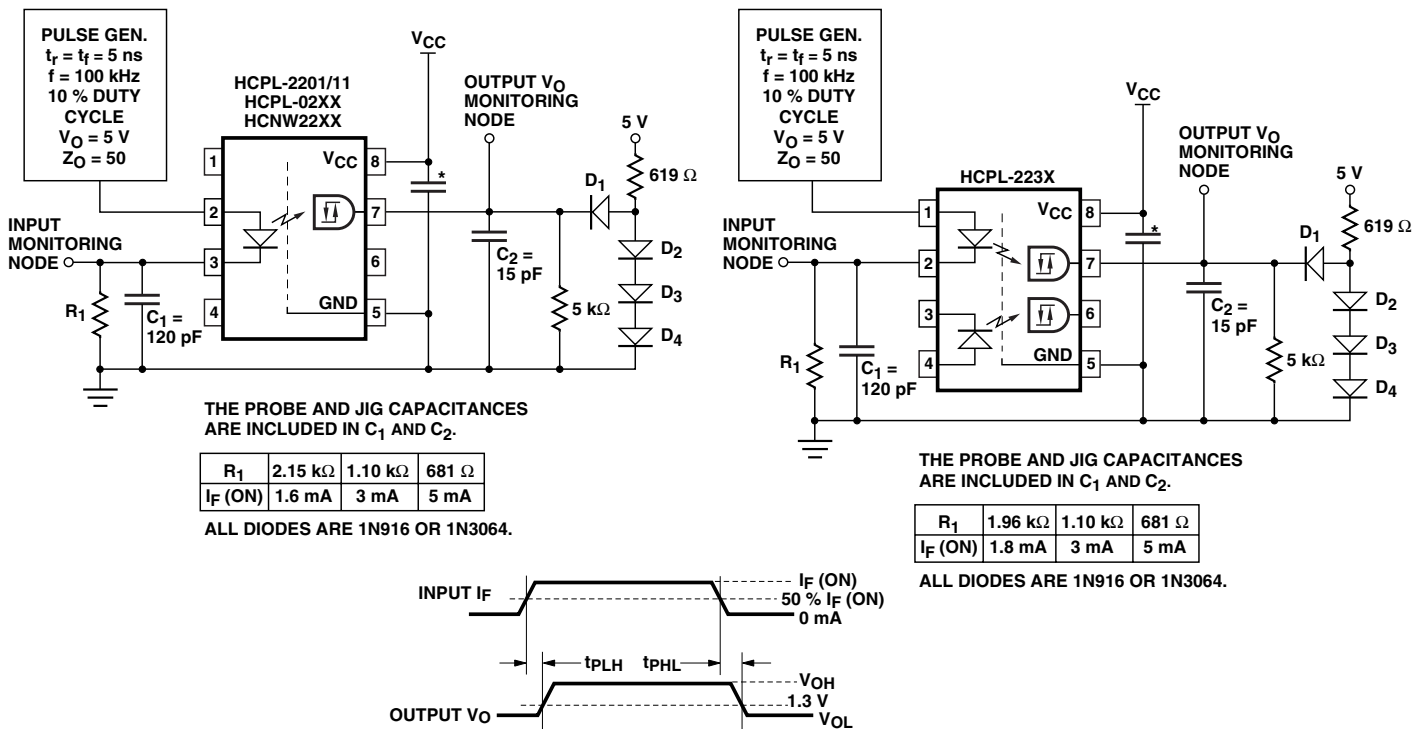 PULSE GEN.
tr = tf = 5 ns
f = 100 kHz
10 % DUTY
CYCLE
VO = 5 V
ZO = 50
HCPL-2201/11
HCPL-02XX
HCNW22XX
VCC
OUTPUT VO
MONITORING
NODE
5 V
619 Ω
1
2
3
4
VCC
8
7
6
GND
5
*
D1
D2
D3
D4
INPUT
MONITORING
NODE
R1
C1 =
120 pF
C2 =
15 pF
5 kΩ
THE PROBE AND JIG CAPACITANCES
ARE INCLUDED IN C1 AND C2.
R1 2.15 kΩ 1.10 kΩ 681 Ω
IF (ON) 1.6 mA 3 mA 5 mA
ALL DIODES ARE 1N916 OR 1N3064.
PULSE GEN.
tr = tf = 5 ns
f = 100 kHz
10 % DUTY
CYCLE
VO = 5 V
ZO = 50
HCPL-223X
VCC
OUTPUT VO
MONITORING
NODE
5 V
619 Ω
1
2
3
4
VCC
8
7
6
GND
5
*
D1
D2
D3
D4
INPUT
MONITORING
NODE
R1
C1 =
120 pF
C2 =
15 pF
5 kΩ
THE PROBE AND JIG CAPACITANCES
ARE INCLUDED IN C1 AND C2.
R1 1.96 kΩ 1.10 kΩ 681 Ω
IF (ON) 1.8 mA 3 mA 5 mA
ALL DIODES ARE 1N916 OR 1N3064.
INPUT IF
IF (ON)
50 % IF (ON)
0 mA
tPLH tPHL
OUTPUT VO
VOH
1.3 V
VOL